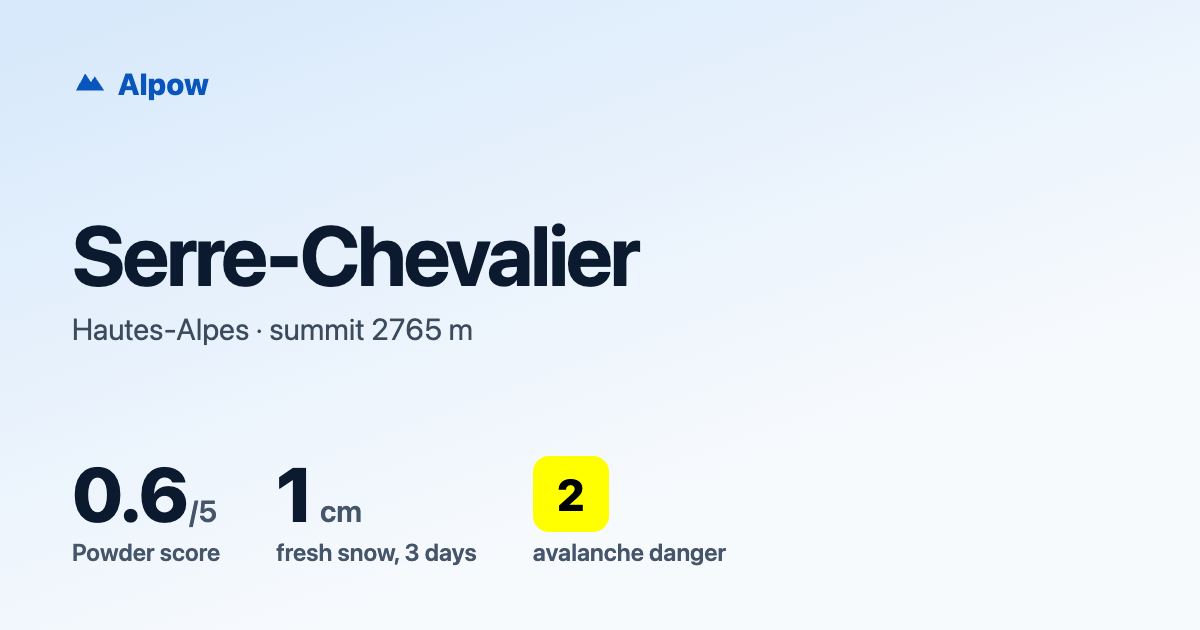 Alpow
Serre-Chevalier
Hautes-Alpes · summit 2765 m
0.6/5
Powder score
1 cm
fresh snow, 3 days
2
avalanche danger